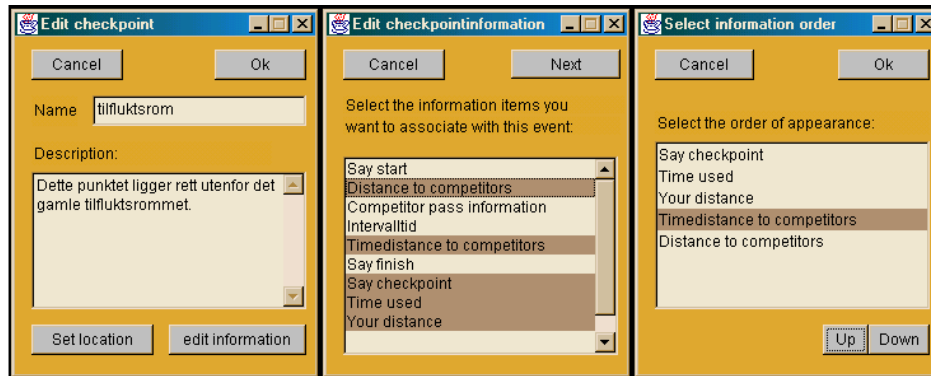 Edit checkpoint
Cancel
Ok
Name
tilfluktsrom
Description:
Dette punktet ligger rett utenfor det
gamle tilfluktsrommet.
Set location
edit information
Edit checkpointinformation
Cancel
Next
Select the information items you
want to associate with this event:
Say start
Distance to competitors
Competitor pass information
Intervalltid
Timedistance to competitors
Say finish
Say checkpoint
Time used
Your distance
Select information order
Cancel
Ok
Select the order of appearance:
Say checkpoint
Time used
Your distance
Timedistance to competitors
Distance to competitors
Up
Down